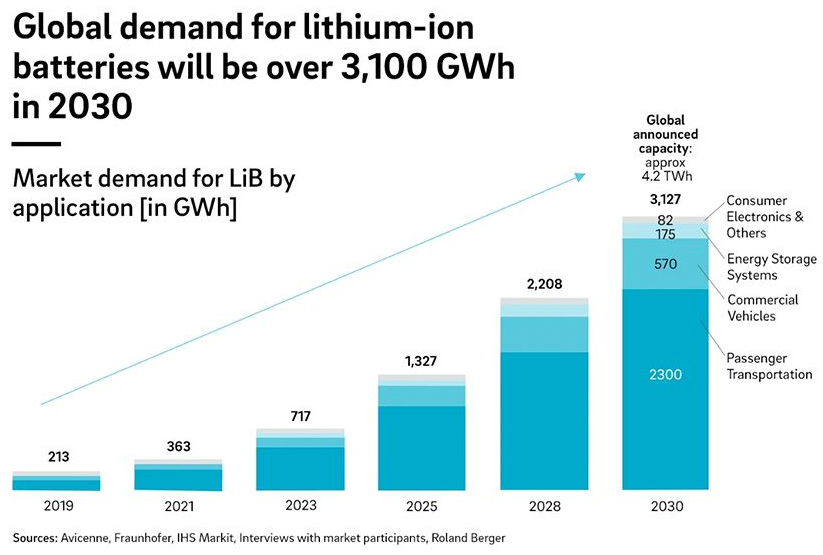 Global demand for lithium-ion
batteries will be over 3,100 GWh
in 2030
Market demand for LiB by
application [in GWh]
Global
announced
capacity:
approx
4.2 TWh
3,127
82
175
570
2300
Consumer
Electronics &
Others
Energy Storage
Systems
Commercial
Vehicles
Passenger
Transportation
2,208
1,327
717
363
213
2019
2021
2023
2025
2028
2030
Sources: Avicenne, Fraunhofer, IHS Markit, Interviews with market participants, Roland Berger